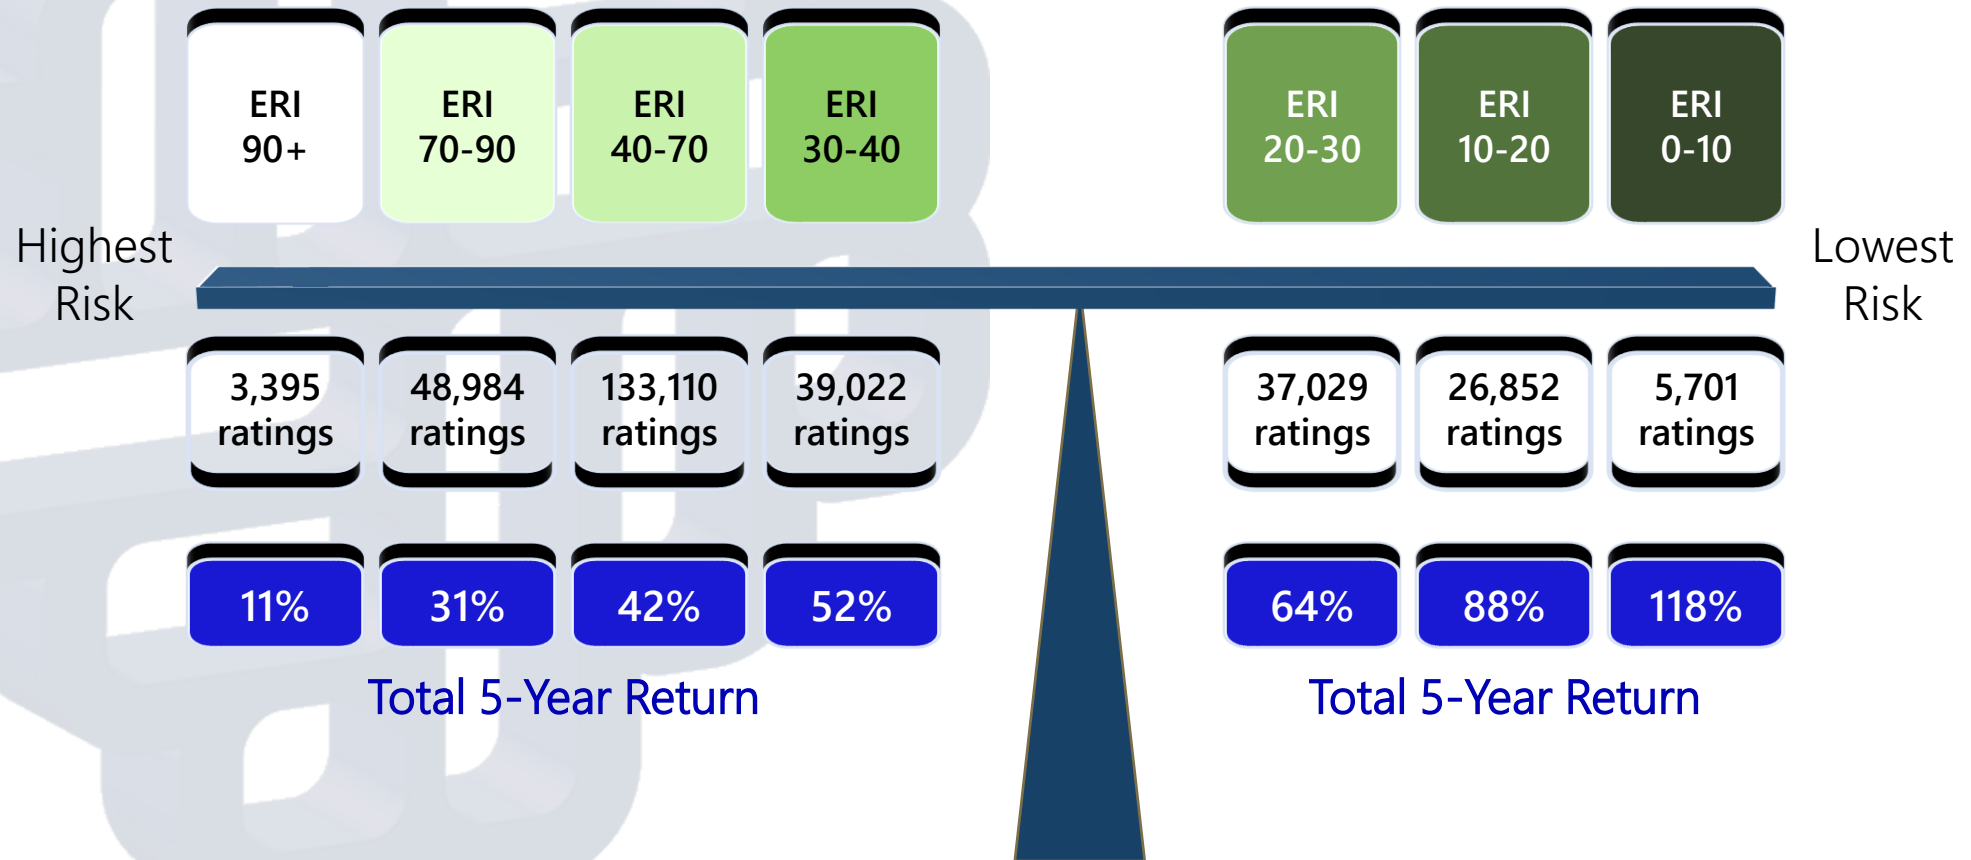 ERI
90+
ERI
70-90
ERI
40-70
ERI
30-40
ERI
20-30
ERI
10-20
ERI
0-10
Highest
Risk
Lowest
Risk
3,395
ratings
48,984
ratings
133,110
ratings
39,022
ratings
37,029
ratings
26,852
ratings
5,701
ratings
11%
31%
42%
52%
64%
88%
118%
Total 5-Year Return
Total 5-Year Return